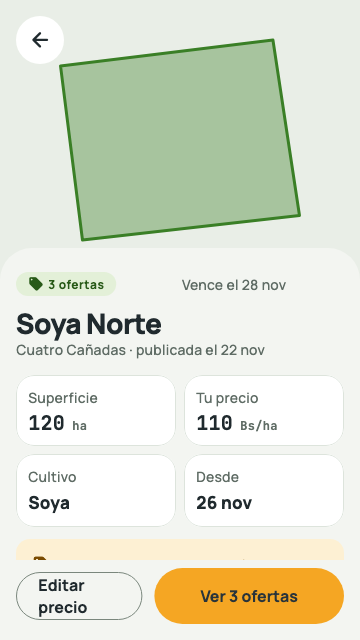 3 ofertas
Vence el 28 nov
Soya Norte
Cuatro Cañadas · publicada el 22 nov
Superficie
120 ha
Tu precio
110 Bs/ha
Cultivo
Soya
Desde
26 nov
Editar
precio
Ver 3 ofertas